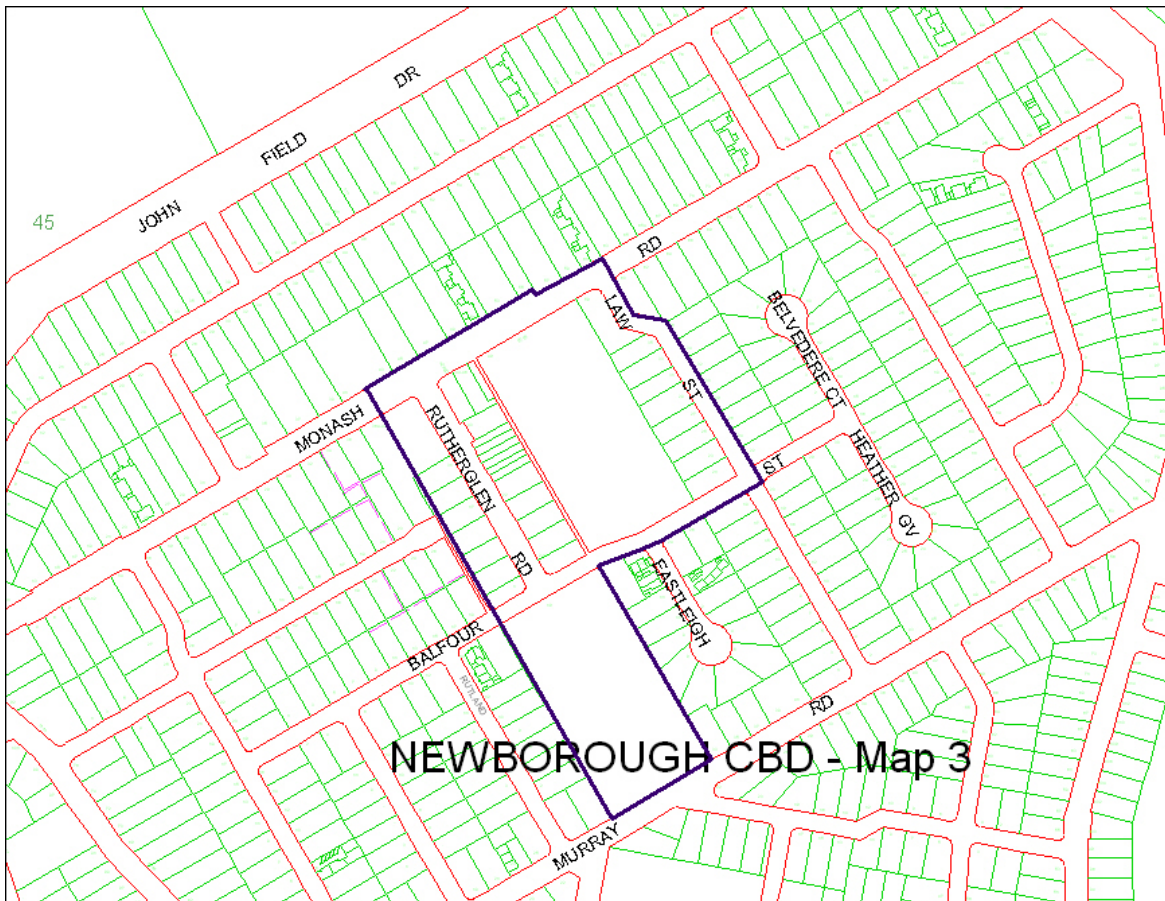 DR
FIELD
JOHN
45
RD
LAW
BELVEDERE CT
ST
MONASH
RUTHERGLEN
HEATHER GV
ST
RD
EASTLEIGH
BALFOUR
RUTLAND
RD
NEWBOROUGH CBD - Map 3
MURRAY